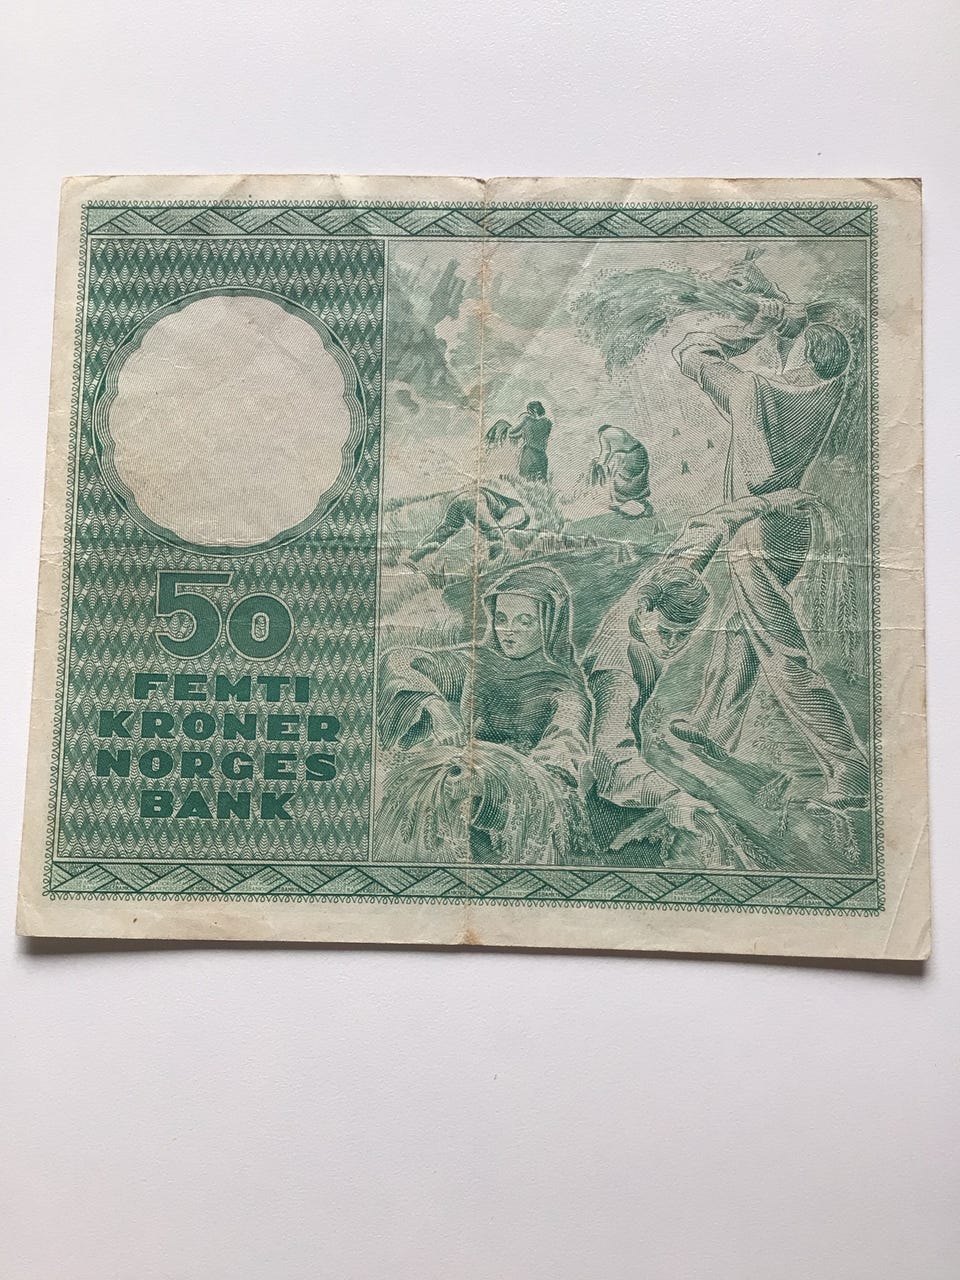 50
FEMTI
KRONER
NORGES
BANK